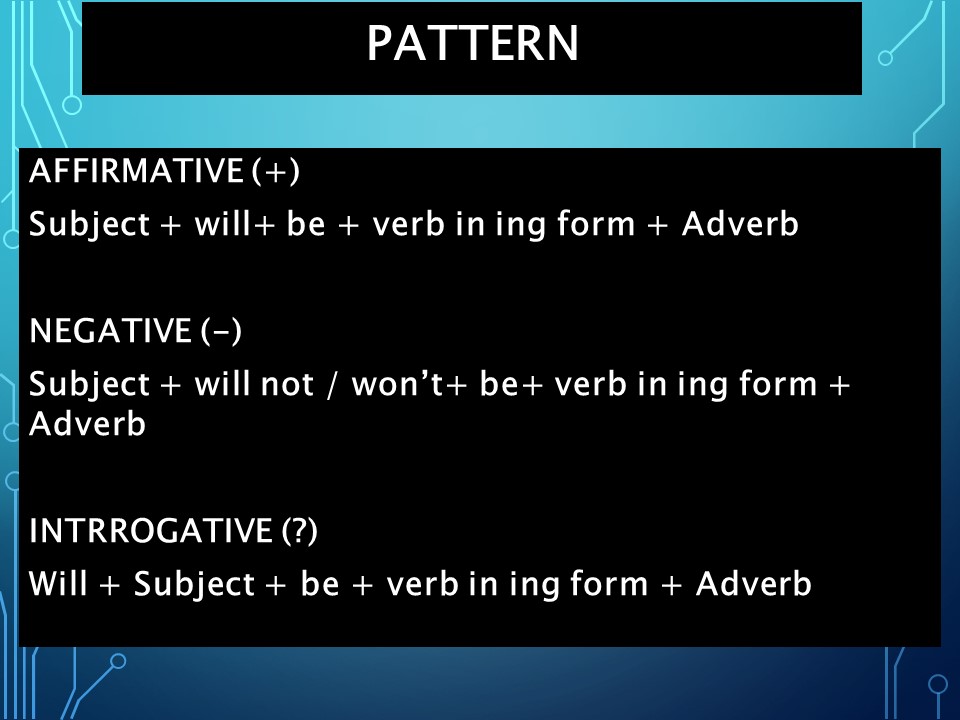 PATTERN
AFFIRMATIVE (+)
Subject + will+ be + verb in ing form + Adverb
NEGATIVE (-)
Subject + will not / won’t+ be+ verb in ing form +
Adverb
INTRROGATIVE (?)
Will + Subject + be + verb in ing form + Adverb